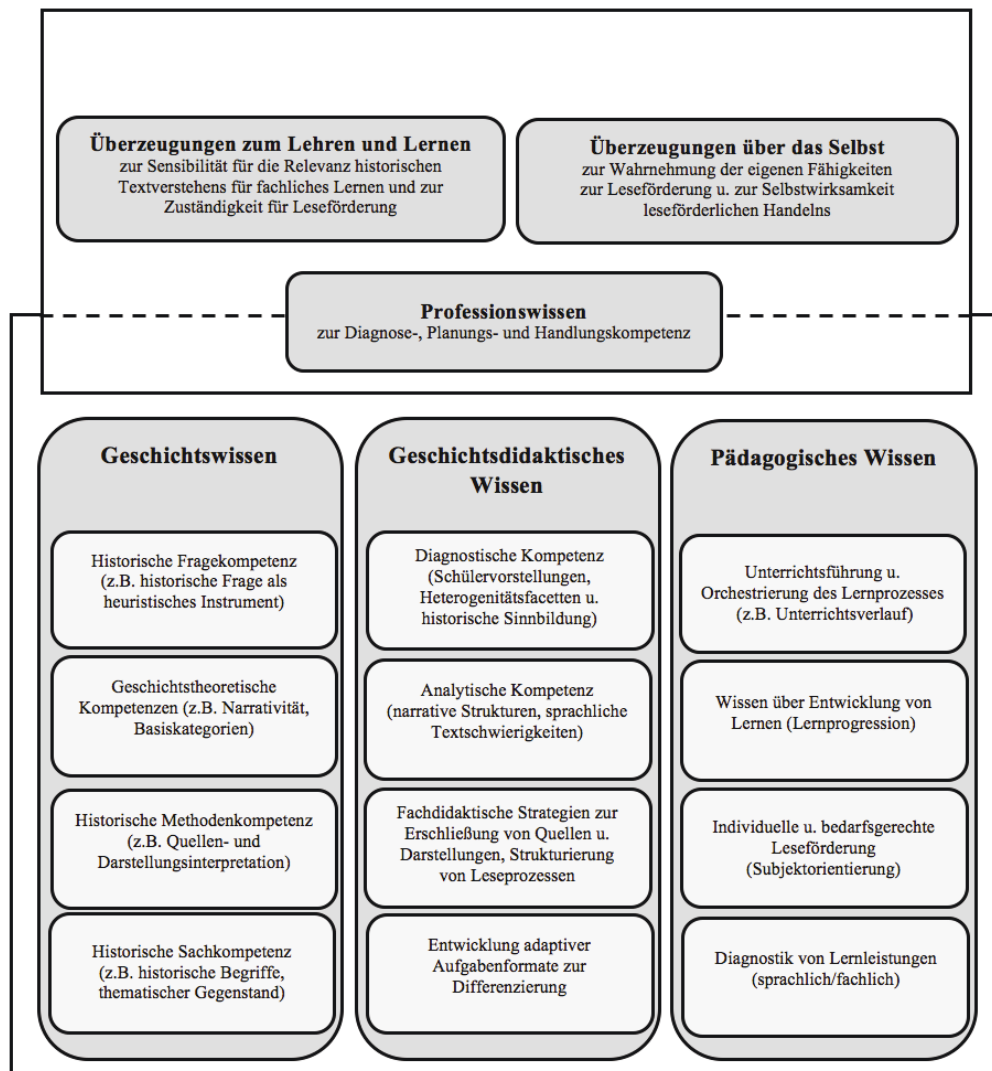 Überzeugungen zum Lehren und Lernen
zur Sensibilität für die Relevanz historischen
Textverstehens für fachliches Lernen und zur
Zuständigkeit für Leseförderung
Überzeugungen über das Selbst
zur Wahrnehmung der eigenen Fähigkeiten
zur Leseförderung u. zur Selbstwirksamkeit
leseförderlichen Handelns
Professionswissen
zur Diagnose-, Planungs- und Handlungskompetenz
Geschichtswissen
Historische Fragekompetenz
(z.B. historische Frage als
heuristisches Instrument)
Geschichtstheoretische
Kompetenzen (z.B. Narrativität,
Basiskategorien)
Historische Methodenkompetenz
(z.B. Quellen- und
Darstellungsinterpretation)
Historische Sachkompetenz
(z.B. historische Begriffe,
thematischer Gegenstand)
Geschichtsdidaktisches
Wissen
Diagnostische Kompetenz
(Schülervorstellungen,
Heterogenitätsfacetten u.
historische Sinnbildung)
Analytische Kompetenz
(narrative Strukturen, sprachliche
Textschwierigkeiten)
Fachdidaktische Strategien zur
Erschließung von Quellen u.
Darstellungen, Strukturierung
von Leseprozessen
Entwicklung adaptiver
Aufgabenformate zur
Differenzierung
Pädagogisches Wissen
Unterrichtsführung u.
Orchestrierung des Lernprozesses
(z.B. Unterrichtsverlauf)
Wissen über Entwicklung von
Lernen (Lernprogression)
Individuelle u. bedarfsgerechte
Leseförderung
(Subjektorientierung)
Diagnostik von Lernleistungen
(sprachlich/fachlich)